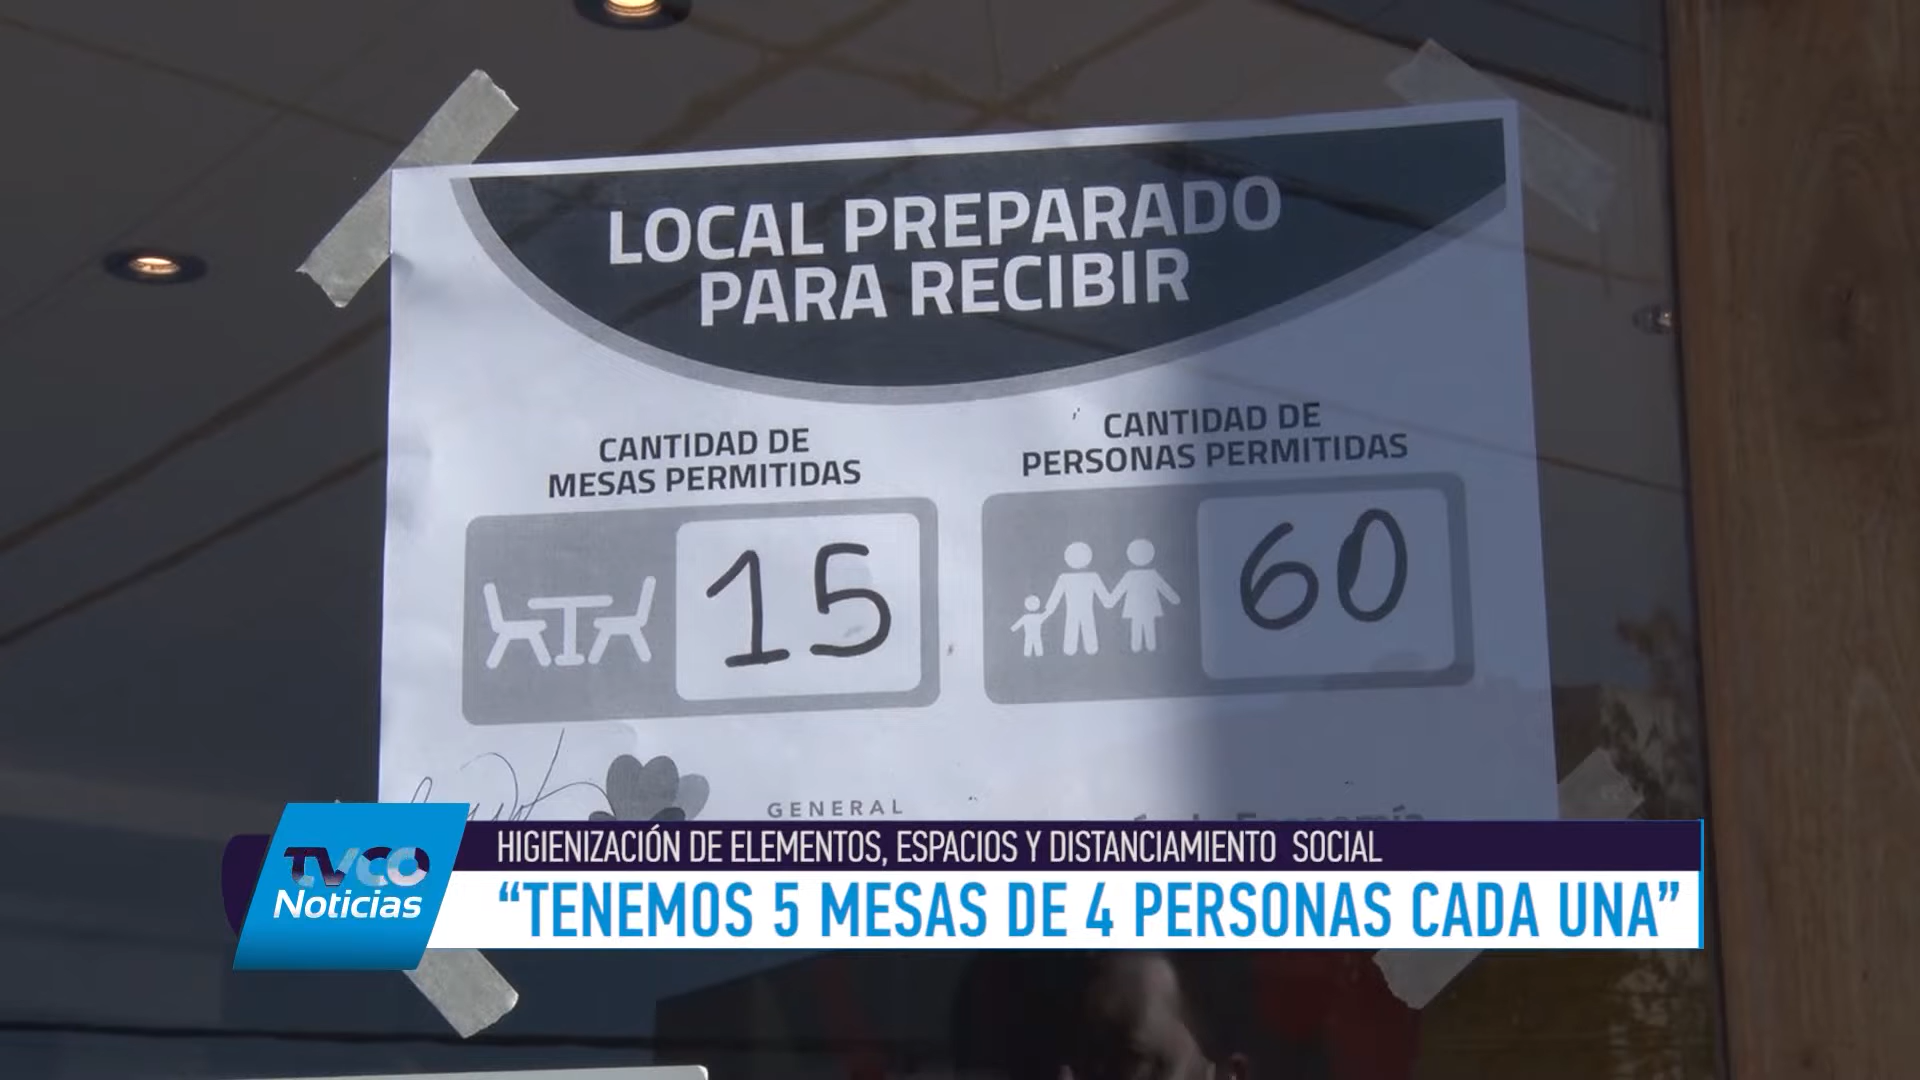 LOCAL PREPARADO
PARA RECIBIR
CANTIDAD DE
MESAS PERMITIDAS
15
CANTIDAD DE
PERSONAS PERMITIDAS
60
GENERAL
TVCO
Noticias
HIGIENIZACIÓN DE ELEMENTOS, ESPACIOS Y DISTANCIAMIENTO SOCIAL
“TENEMOS 5 MESAS DE 4 PERSONAS CADA UNA”